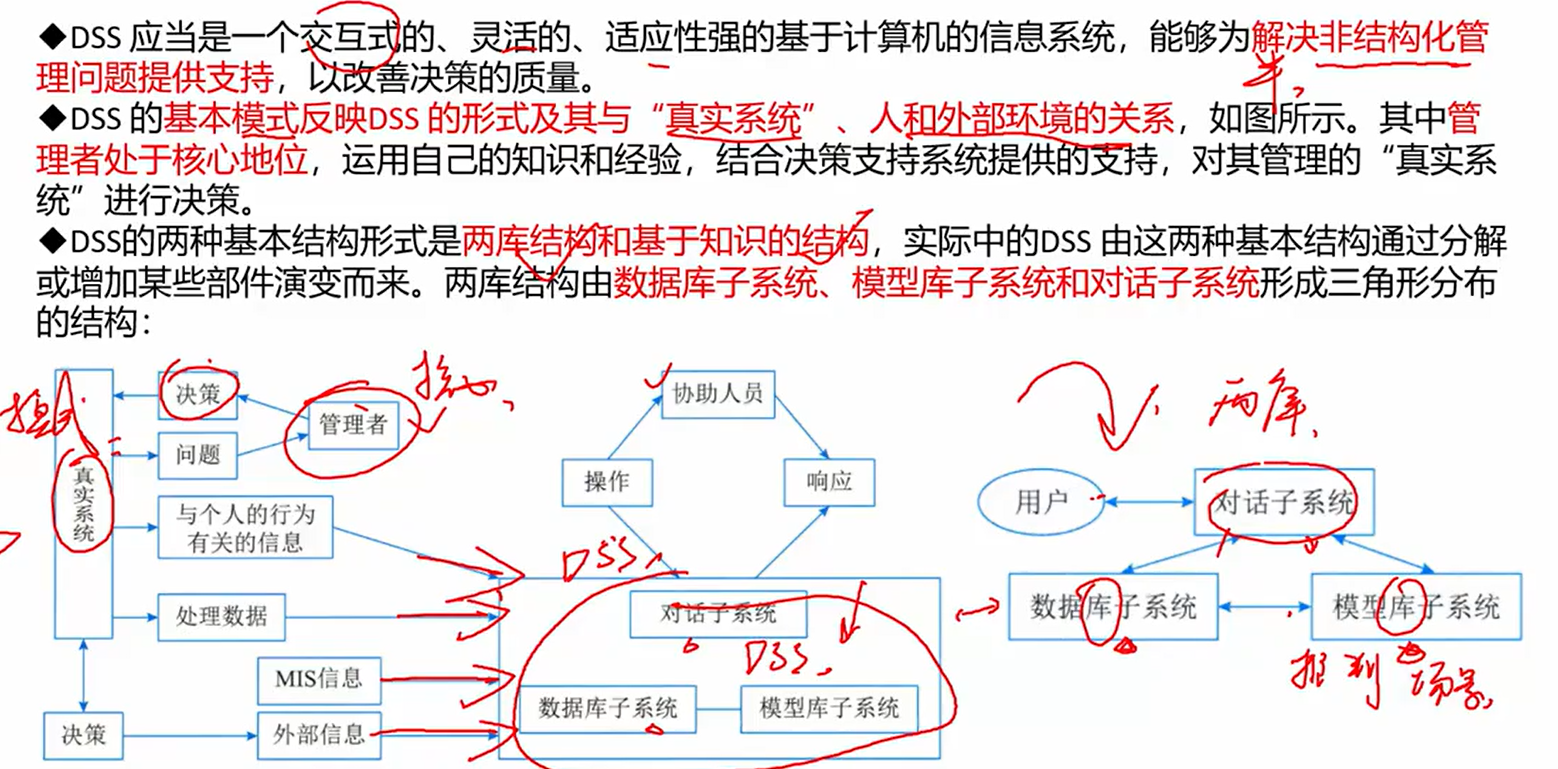 ◆DSS 应当是一个交互式的、灵活的、适应性强的基于计算机的信息系统，能够为解决非结构化管
理问题提供支持，以改善决策的质量。
半
◆DSS 的基本模式反映DSS 的形式及其与“真实系统”、人和外部环境的关系，如图所示。其中管
理者处于核心地位，运用自己的知识和经验，结合决策支持系统提供的支持，对其管理的“真实系
统”进行决策。
◆DSS的两种基本结构形式是两库结构和基于知识的结构，实际中的DSS 由这两种基本结构通过分解
或增加某些部件演变而来。两库结构由数据库子系统、模型库子系统和对话子系统形成三角形分布
的结构：
真实系统
决策
管理者
核心
问题
与个人的行为
有关的信息
处理数据
MIS信息
决策
外部信息
协助人员
操作
响应
DSS
对话子系统
DSS
数据库子系统
模型库子系统
两库
用户
对话子系统
数据库子系统
模型库子系统
场景